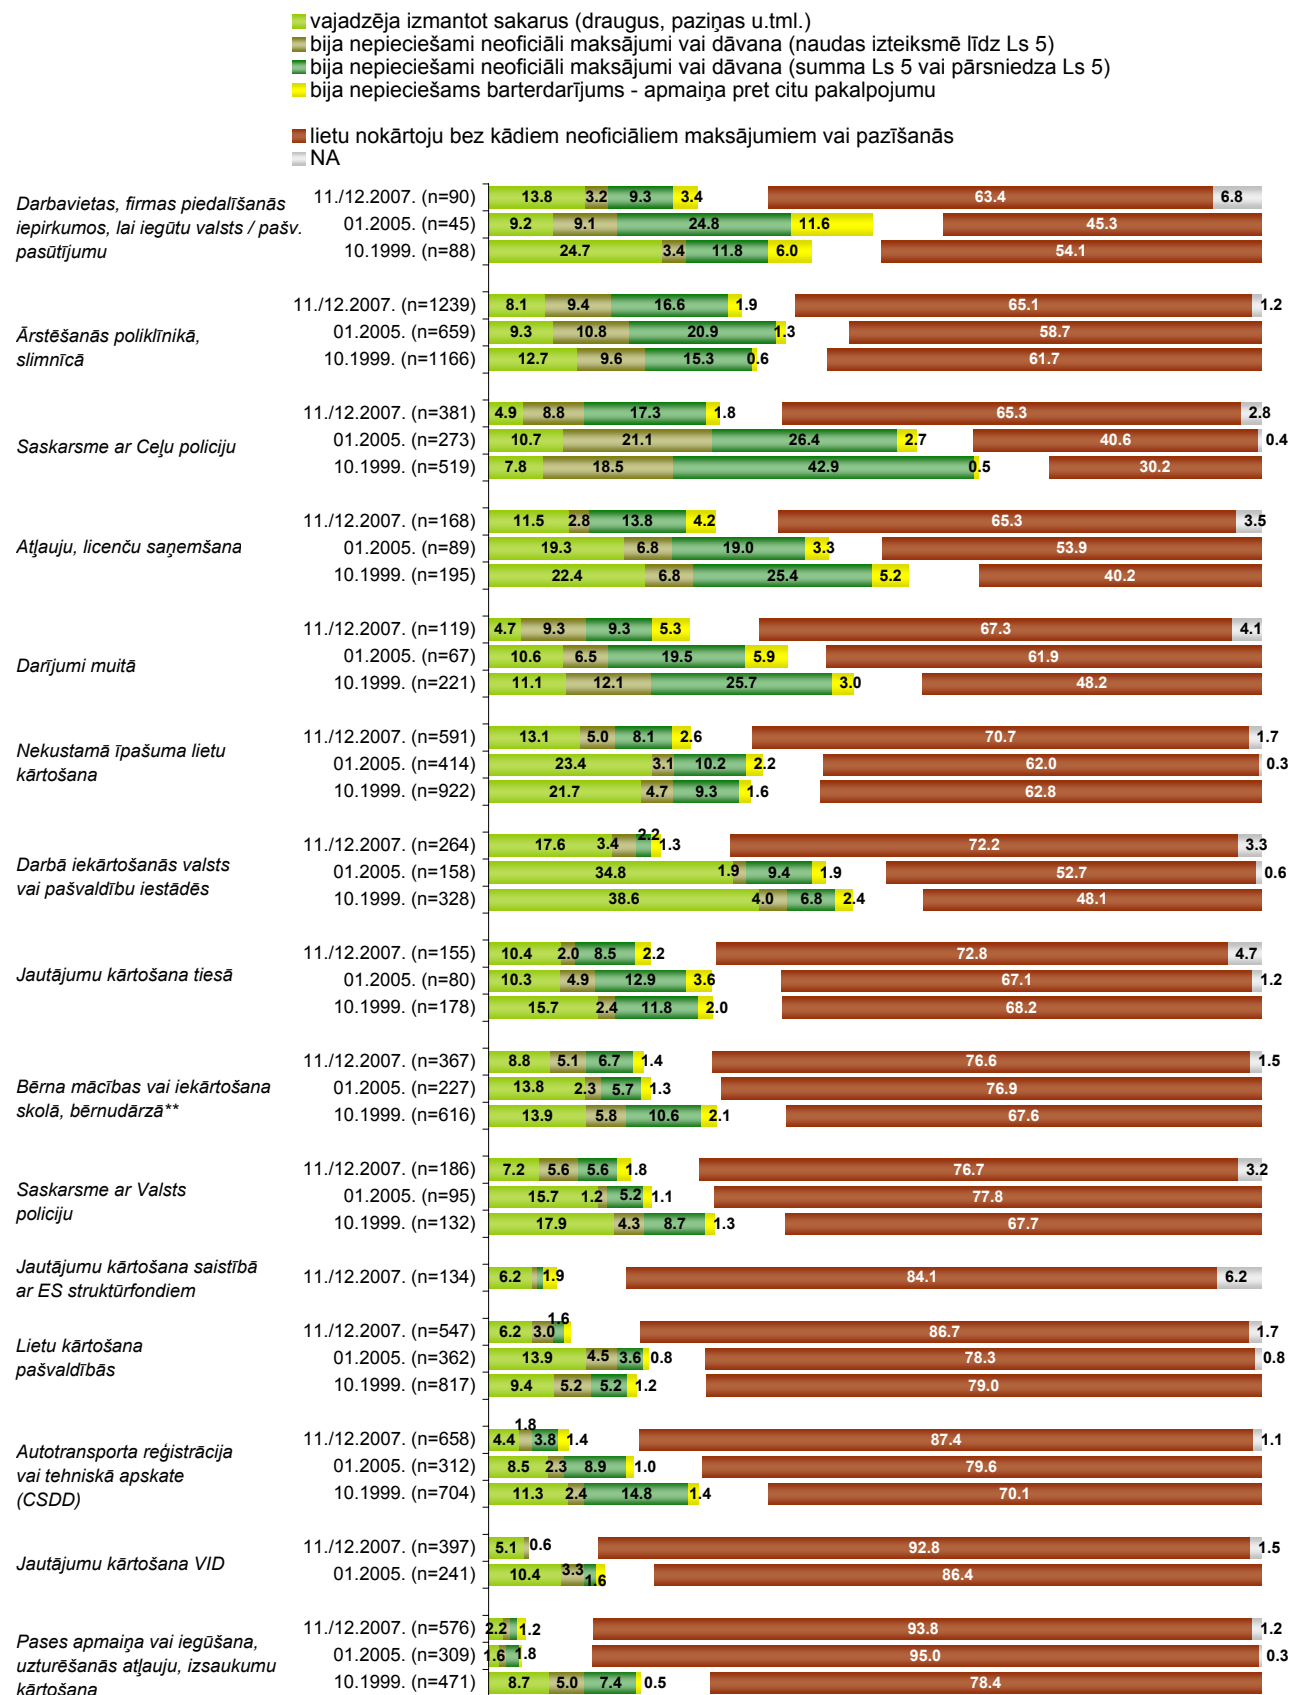 vajadzēja izmantot sakarus (draugus, paziņas u.tml.)
bija nepieciešami neoficiāli maksājumi vai dāvana (naudas izteiksmē līdz Ls 5)
bija nepieciešami neoficiāli maksājumi vai dāvana (summa Ls 5 vai pārsniedza Ls 5)
bija nepieciešams barterdarījums - apmaiņa pret citu pakalpojumu
lietu nokārtoju bez kādiem neoficiāliem maksājumiem vai pazīšanās
NA
Darbavietas, firmas piedalīšanās
iepirkumos, lai iegūtu valsts / pašv.
pasūtījumu
11./12.2007. (n=90) 13.8 3.2 9.3 3.4 63.4 6.8
01.2005. (n=45) 9.2 9.1 24.8 11.6 45.3
10.1999. (n=88) 24.7 3.4 11.8 6.0 54.1
Ārstēšanās poliklīnikā,
slimnīcā
11./12.2007. (n=1239) 8.1 9.4 16.6 1.9 65.1 1.2
01.2005. (n=659) 9.3 10.8 20.9 1.3 58.7
10.1999. (n=1166) 12.7 9.6 15.3 0.6 61.7
Saskarsme ar Ceļu policiju
11./12.2007. (n=381) 4.9 8.8 17.3 1.8 65.3 2.8
01.2005. (n=273) 10.7 21.1 26.4 2.7 40.6 0.4
10.1999. (n=519) 7.8 18.5 42.9 0.5 30.2
Atļauju, licenču saņemšana
11./12.2007. (n=168) 11.5 2.8 13.8 4.2 65.3 3.5
01.2005. (n=89) 19.3 6.8 19.0 3.3 53.9
10.1999. (n=195) 22.4 6.8 25.4 5.2 40.2
Darījumi muitā
11./12.2007. (n=119) 4.7 9.3 9.3 5.3 67.3 4.1
01.2005. (n=67) 10.6 6.5 19.5 5.9 61.9
10.1999. (n=221) 11.1 12.1 25.7 3.0 48.2
Nekustamā īpašuma lietu
kārtošana
11./12.2007. (n=591) 13.1 5.0 8.1 2.6 70.7 1.7
01.2005. (n=414) 23.4 3.1 10.2 2.2 62.0 0.3
10.1999. (n=922) 21.7 4.7 9.3 1.6 62.8
Darbā iekārtošanās valsts
vai pašvaldību iestādēs
11./12.2007. (n=264) 17.6 3.4 2.2 1.3 72.2 3.3
01.2005. (n=158) 34.8 1.9 9.4 1.9 52.7 0.6
10.1999. (n=328) 38.6 4.0 6.8 2.4 48.1
Jautājumu kārtošana tiesā
11./12.2007. (n=155) 10.4 2.0 8.5 2.2 72.8 4.7
01.2005. (n=80) 10.3 4.9 12.9 3.6 67.1 1.2
10.1999. (n=178) 15.7 2.4 11.8 2.0 68.2
Bērna mācības vai iekārtošana
skolā, bērnudārzā**
11./12.2007. (n=367) 8.8 5.1 6.7 1.4 76.6 1.5
01.2005. (n=227) 13.8 2.3 5.7 1.3 76.9
10.1999. (n=616) 13.9 5.8 10.6 2.1 67.6
Saskarsme ar Valsts
policiju
11./12.2007. (n=186) 7.2 5.6 5.6 1.8 76.7 3.2
01.2005. (n=95) 15.7 1.2 5.2 1.1 77.8
10.1999. (n=132) 17.9 4.3 8.7 1.3 67.7
Jautājumu kārtošana saistībā
ar ES struktūrfondiem
11./12.2007. (n=134) 6.2 1.9 84.1 6.2
Lietu kārtošana
pašvaldībās
11./12.2007. (n=547) 6.2 3.0 1.6 86.7 1.7
01.2005. (n=362) 13.9 4.5 3.6 0.8 78.3 0.8
10.1999. (n=817) 9.4 5.2 5.2 1.2 79.0
Autotransporta reģistrācija
vai tehniskā apskate
(CSDD)
11./12.2007. (n=658) 4.4 1.8 3.8 1.4 87.4 1.1
01.2005. (n=312) 8.5 2.3 8.9 1.0 79.6
10.1999. (n=704) 11.3 2.4 14.8 1.4 70.1
Jautājumu kārtošana VID
11./12.2007. (n=397) 5.1 0.6 92.8 1.5
01.2005. (n=241) 10.4 3.3 1.6 86.4
Pases apmaiņa vai iegūšana,
uzturēšanās atļauju, izsaukumu
kārtošana
11./12.2007. (n=576) 2.2 1.2 93.8 1.2
01.2005. (n=309) 1.6 1.8 95.0 0.3
10.1999. (n=471) 8.7 5.0 7.4 0.5 78.4